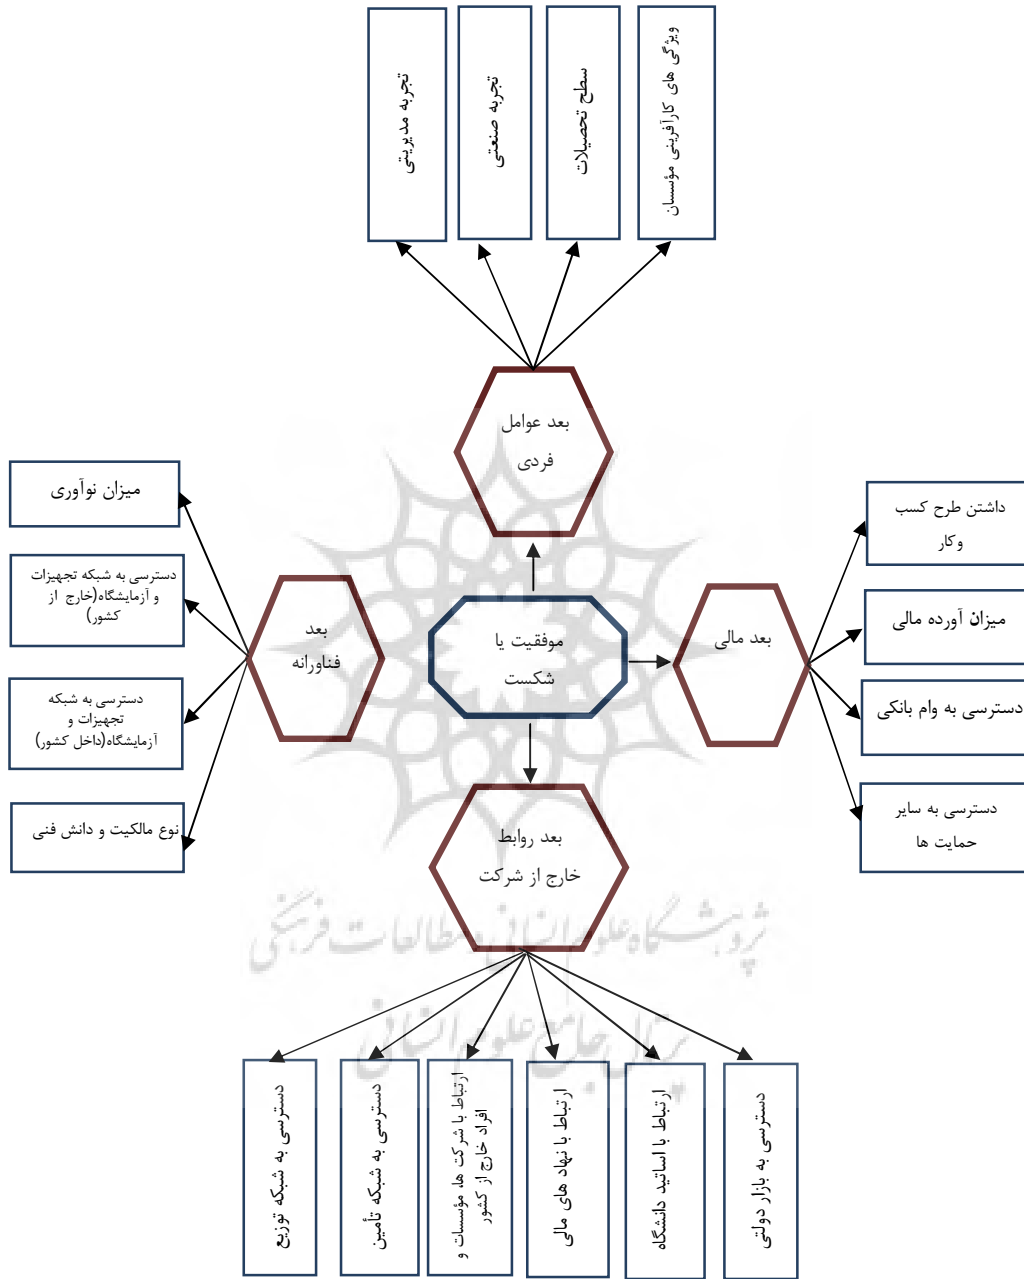 تجربه مدیریتی
تجربه صنعتی
سطح تحصیلات
ویژگی های کارآفرینی مؤسسان
بعد عوامل
فردی
میزان نوآوری
دسترسی به شبکه تجهیزات
و آزمایشگاه(خارج از
کشور)
دسترسی به شبکه
تجهیزات و
آزمایشگاه(داخل کشور)
نوع مالکیت و دانش فنی
بعد
فناورانه
موفقیت یا
شکست
بعد مالی
داشتن طرح کسب
وکار
میزان آورده مالی
دسترسی به وام بانکی
دسترسی به سایر
حمایت ها
بعد روابط
خارج از شرکت
پژوهشگاه علوم انسانی و مطالعات فرهنگی
پرتال جامع علوم انسانی
دسترسی به شبکه توزیع
دسترسی به شبکه تأمین
ارتباط با شرکت ها، مؤسسات و
افراد خارج از کشور
ارتباط با نهاد های مالی
ارتباط با اساتید دانشگاه
دسترسی به بازار دولتی